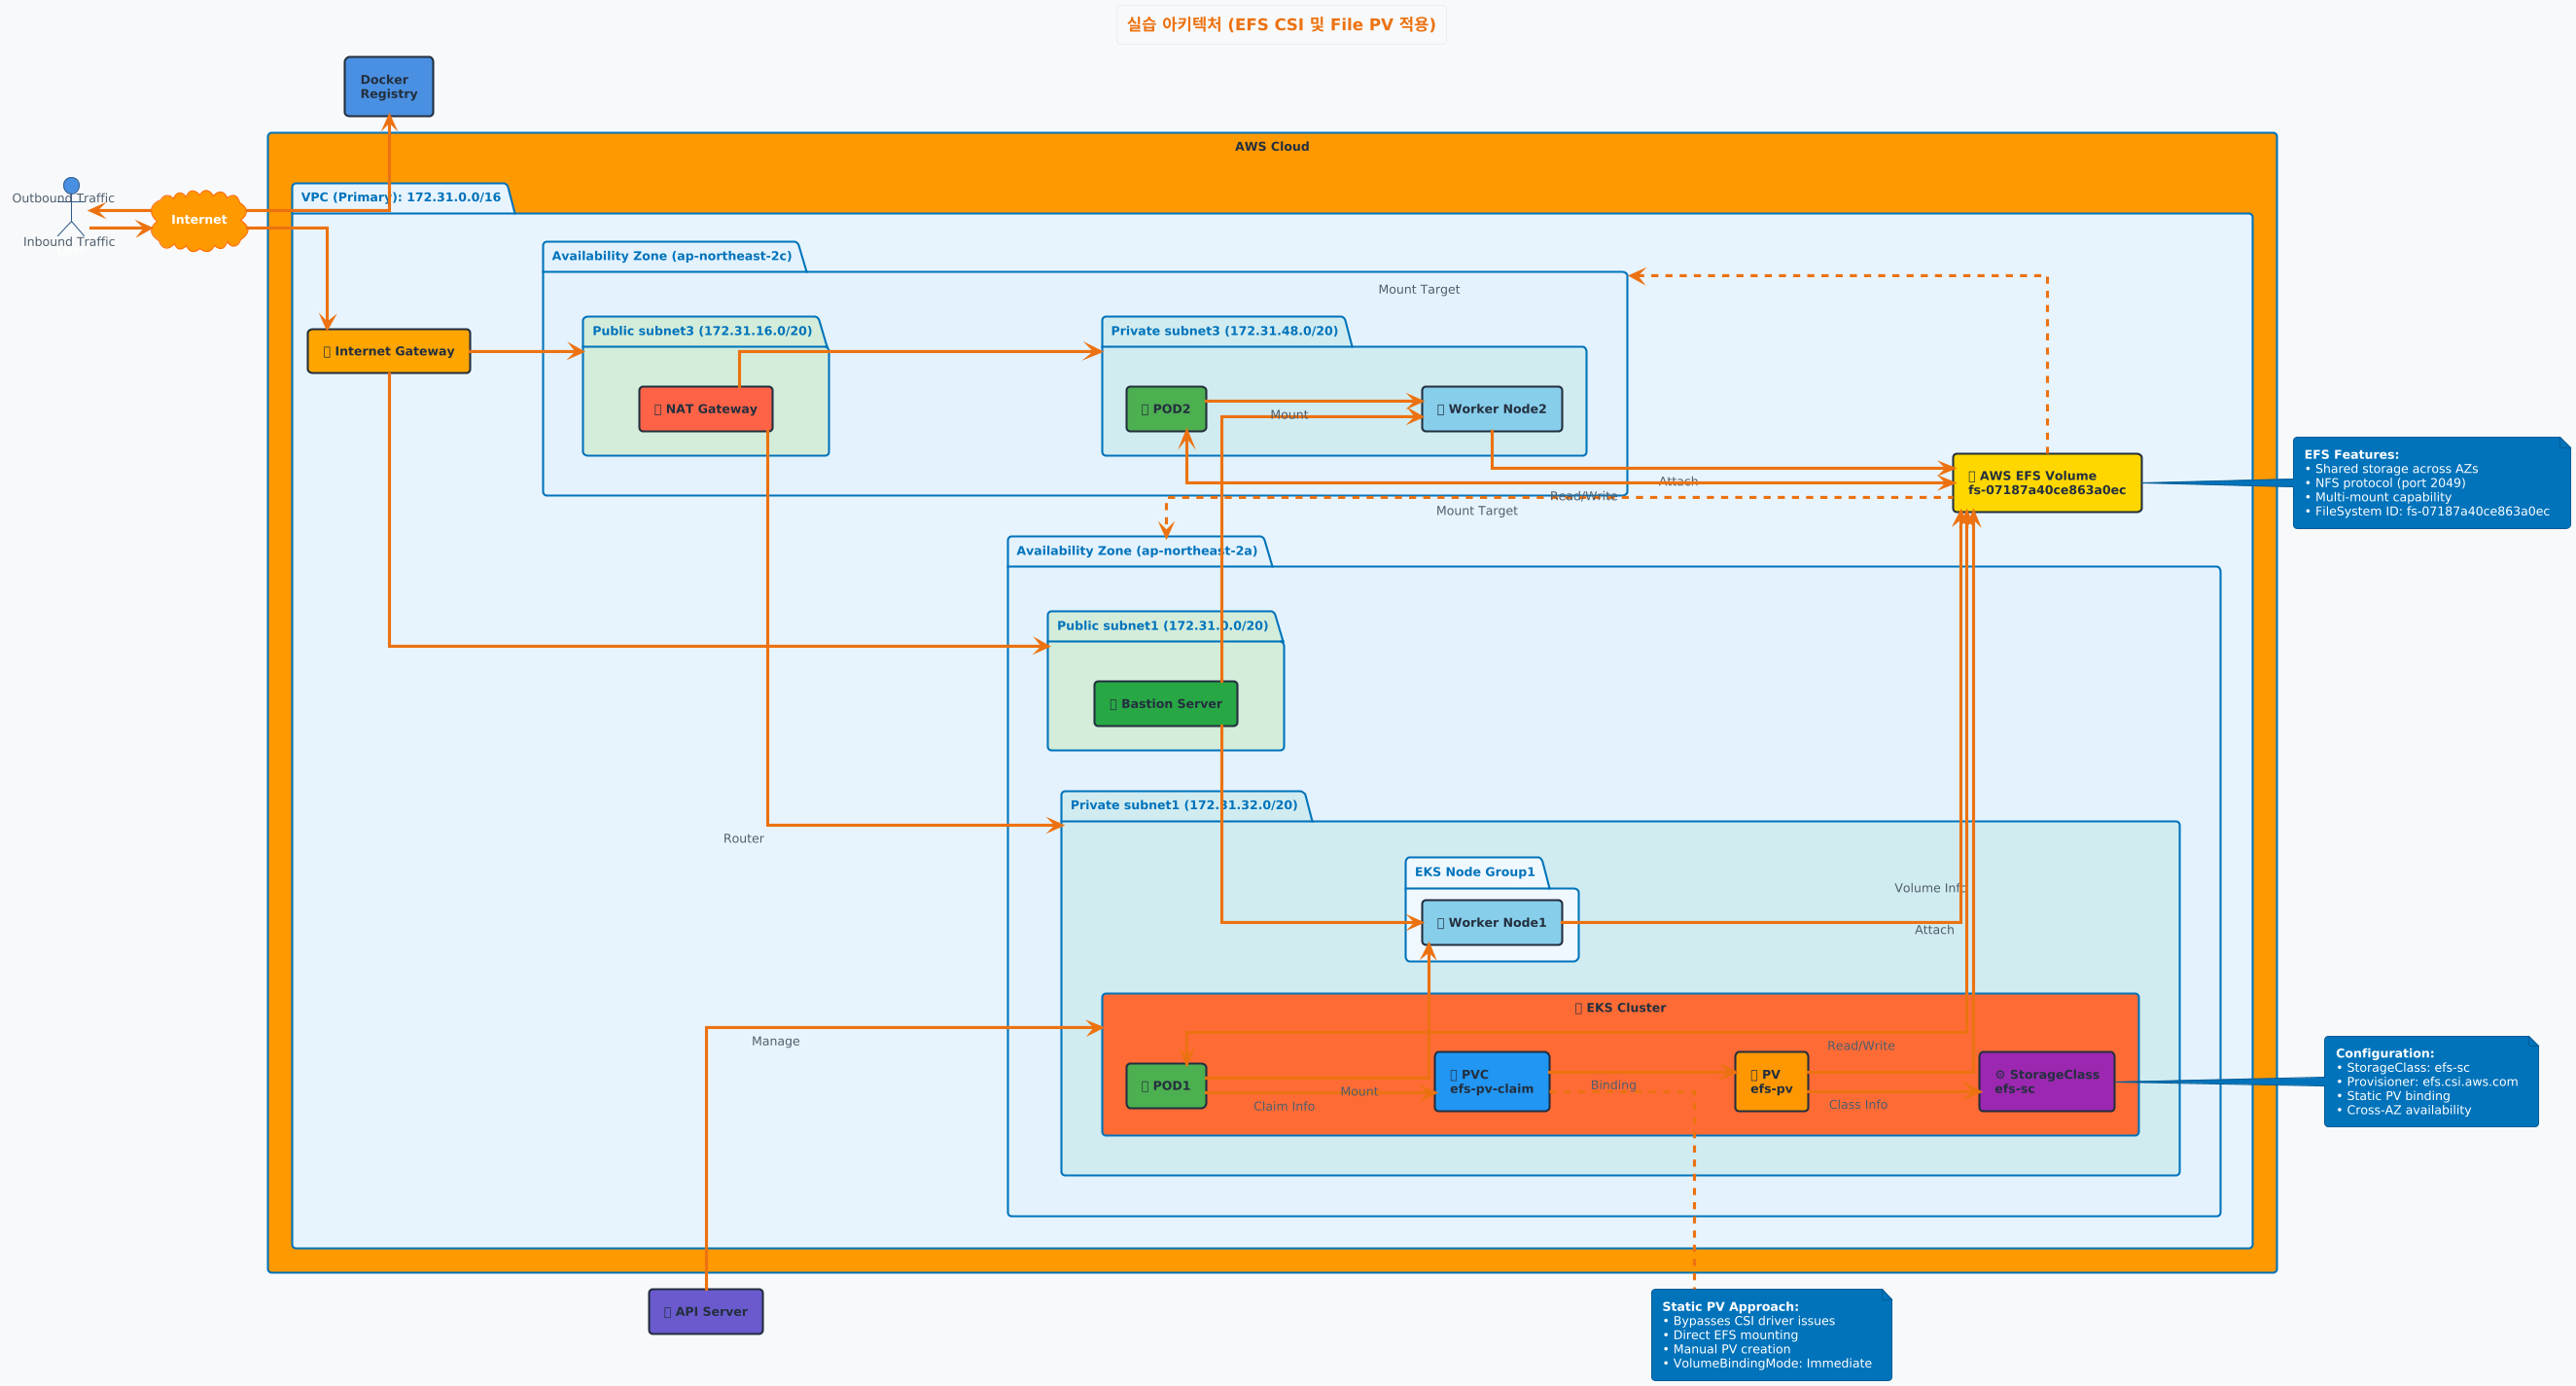 실습 아키텍처 (EFS CSI 및 File PV 적용)
Docker
Registry
AWS Cloud
Outbound Traffic
Internet
Inbound Traffic
VPC (Primary): 172.31.0.0/16
Availability Zone (ap-northeast-2c)
Mount Target
Public subnet3 (172.31.16.0/20)
Private subnet3 (172.31.48.0/20)
Internet Gateway
NAT Gateway
POD2
Mount
Worker Node2
AWS EFS Volume
fs-07187a40ce863a0ec
EFS Features:
• Shared storage across AZs
• NFS protocol (port 2049)
• Multi-mount capability
• FileSystem ID: fs-07187a40ce863a0ec
Attach
Read/Write
Mount Target
Availability Zone (ap-northeast-2a)
Public subnet1 (172.31.0.0/20)
Bastion Server
Private subnet1 (172.31.32.0/20)
Router
EKS Node Group1
Worker Node1
Volume Info
Attach
EKS Cluster
Manage
Read/Write
POD1
Mount
Claim Info
PVC
efs-pv-claim
Binding
PV
efs-pv
Class Info
⚙ StorageClass
efs-sc
Configuration:
• StorageClass: efs-sc
• Provisioner: efs.csi.aws.com
• Static PV binding
• Cross-AZ availability
API Server
Static PV Approach:
• Bypasses CSI driver issues
• Direct EFS mounting
• Manual PV creation
• VolumeBindingMode: Immediate